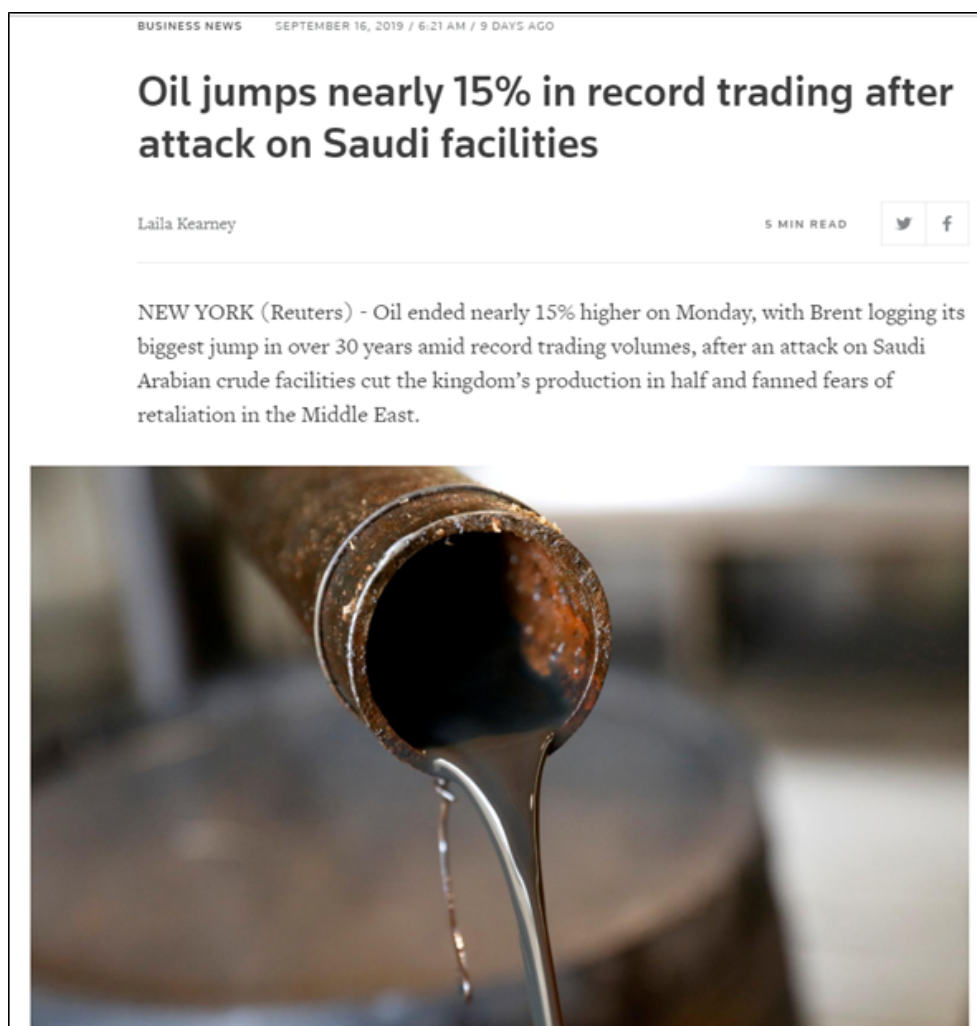 BUSINESS NEWS SEPTEMBER 16, 2019 / 6:21 AM / 9 DAYS AGO
Oil jumps nearly 15% in record trading after
attack on Saudi facilities
Laila Kearney
5 MIN READ
NEW YORK (Reuters) - Oil ended nearly 15% higher on Monday, with Brent logging its
biggest jump in over 30 years amid record trading volumes, after an attack on Saudi
Arabian crude facilities cut the kingdom’s production in half and fanned fears of
retaliation in the Middle East.